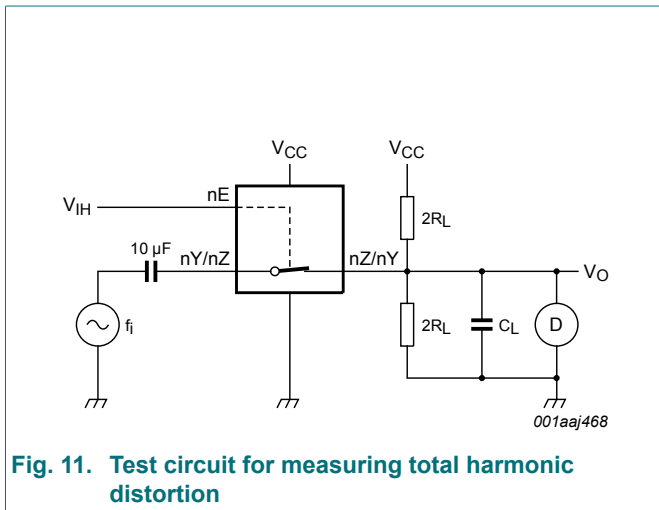 VCC
VCC
nE
VIH
2RL
10 µF
nY/nZ
nZ/nY
VO
fi
2RL
CL
D
001aaj468
Fig. 11. Test circuit for measuring total harmonic
distortion